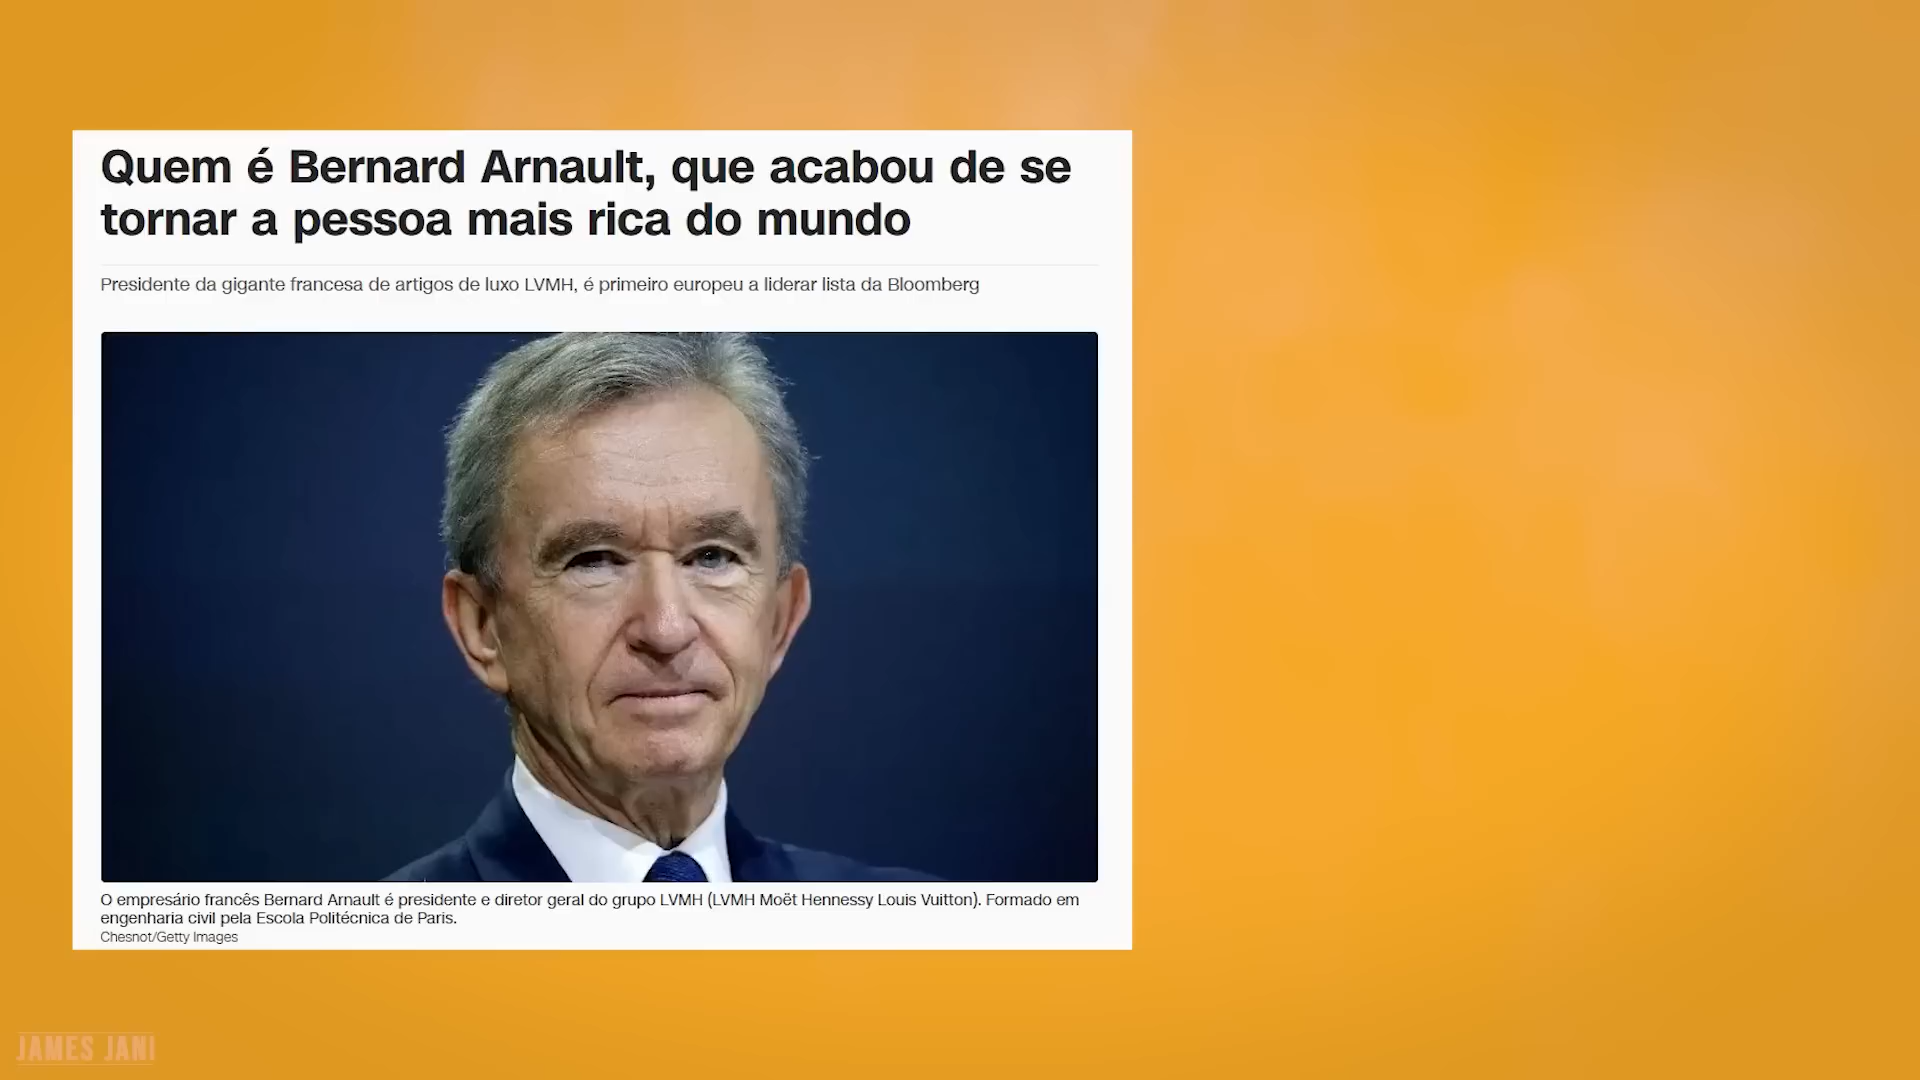 Quem é Bernard Arnault, que acabou de se
tornar a pessoa mais rica do mundo
Presidente da gigante francesa de artigos de luxo LVMH, é primeiro europeu a liderar lista da Bloomberg
O empresário francês Bernard Arnault é presidente e diretor geral do grupo LVMH (LVMH Moët Hennessy Louis Vuitton). Formado em
engenharia civil pela Escola Politécnica de Paris.
Chesnot/Getty Images
JAMES JANI